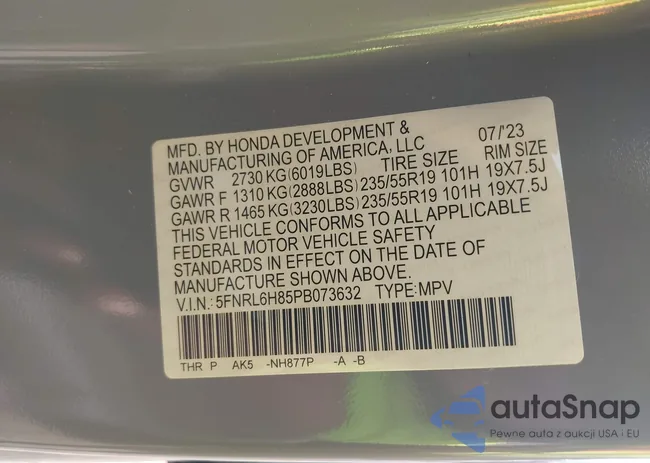 MFD. BY HONDA DEVELOPMENT & 07/'23
MANUFACTURING OF AMERICA, LLC
GVWR 2730 KG(6019LBS) TIRE SIZE RIM SIZE
GAWR F 1310 KG(2888LBS) 235/55R19 101H 19X7.5J
GAWR R 1465 KG(3230LBS) 235/55R19 101H 19X7.5J
THIS VEHICLE CONFORMS TO ALL APPLICABLE
FEDERAL MOTOR VEHICLE SAFETY
STANDARDS IN EFFECT ON THE DATE OF
MANUFACTURE SHOWN ABOVE.
V.I.N.: 5FNRL6H85PB073632 TYPE:MPV
THR P AK5 -NH877P -A -B
autaSnap
Pewne auta z aukcji USA i EU